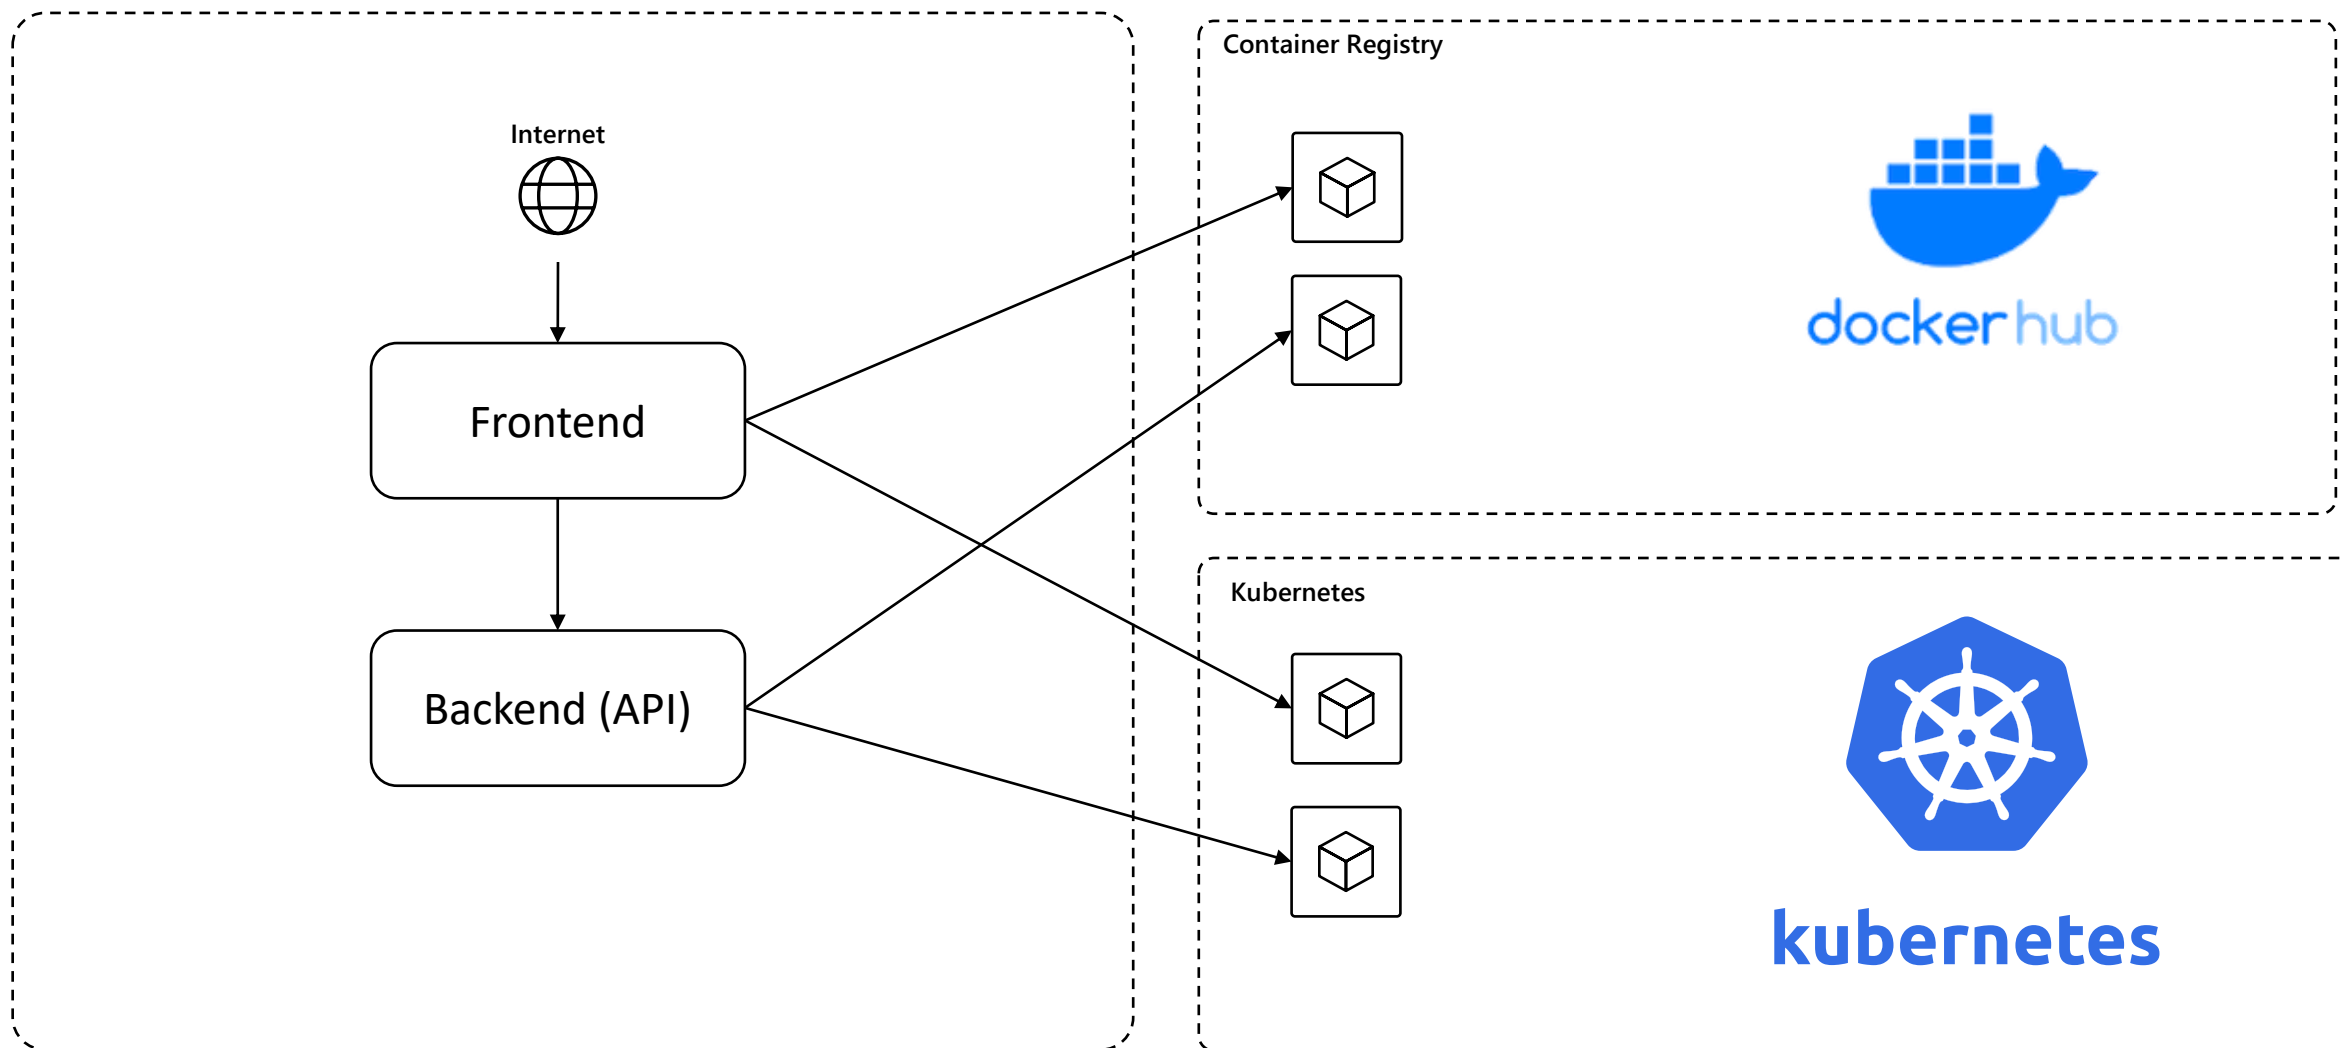 Internet
Frontend
Backend (API)
Container Registry
dockerhub
Kubernetes
kubernetes